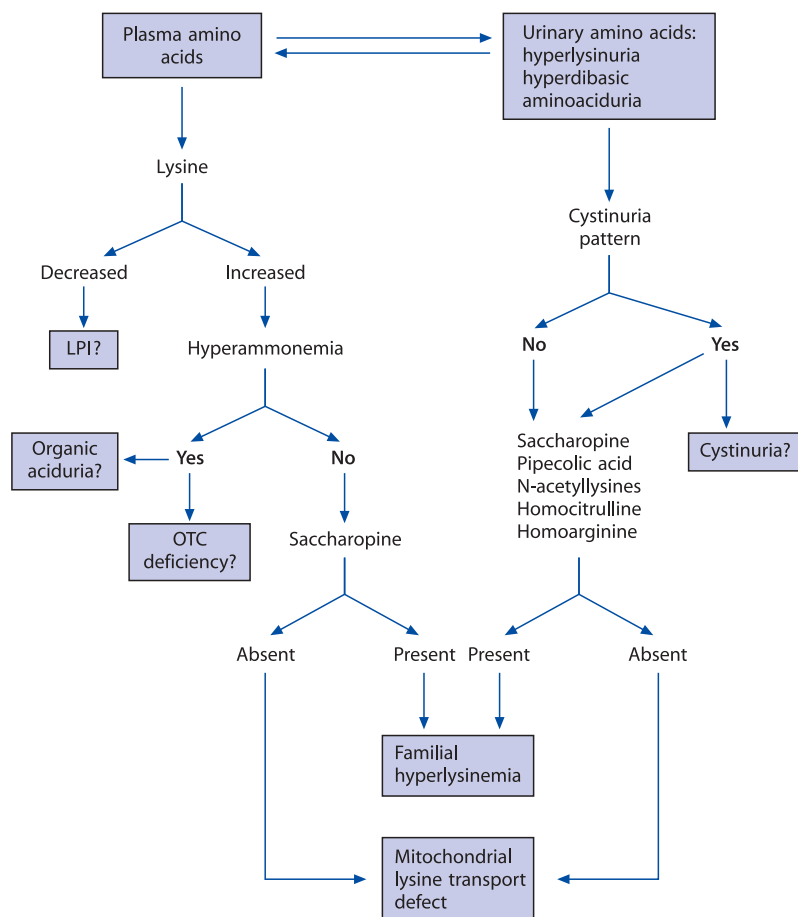 Plasma amino
acids
Urinary amino acids:
hyperlysinuria
hyperdibasic
aminoaciduria
Lysine
Cystinuria
pattern
Decreased
Increased
LPI?
Hyperammonemia
No
Yes
Organic
aciduria?
Yes
No
Saccharopine
Pipecolic acid
N-acetyllysines
Homocitrulline
Homoarginine
Cystinuria?
OTC
deficiency?
Saccharopine
Absent
Present
Present
Absent
Familial
hyperlysinemia
Mitochondrial
lysine transport
defect